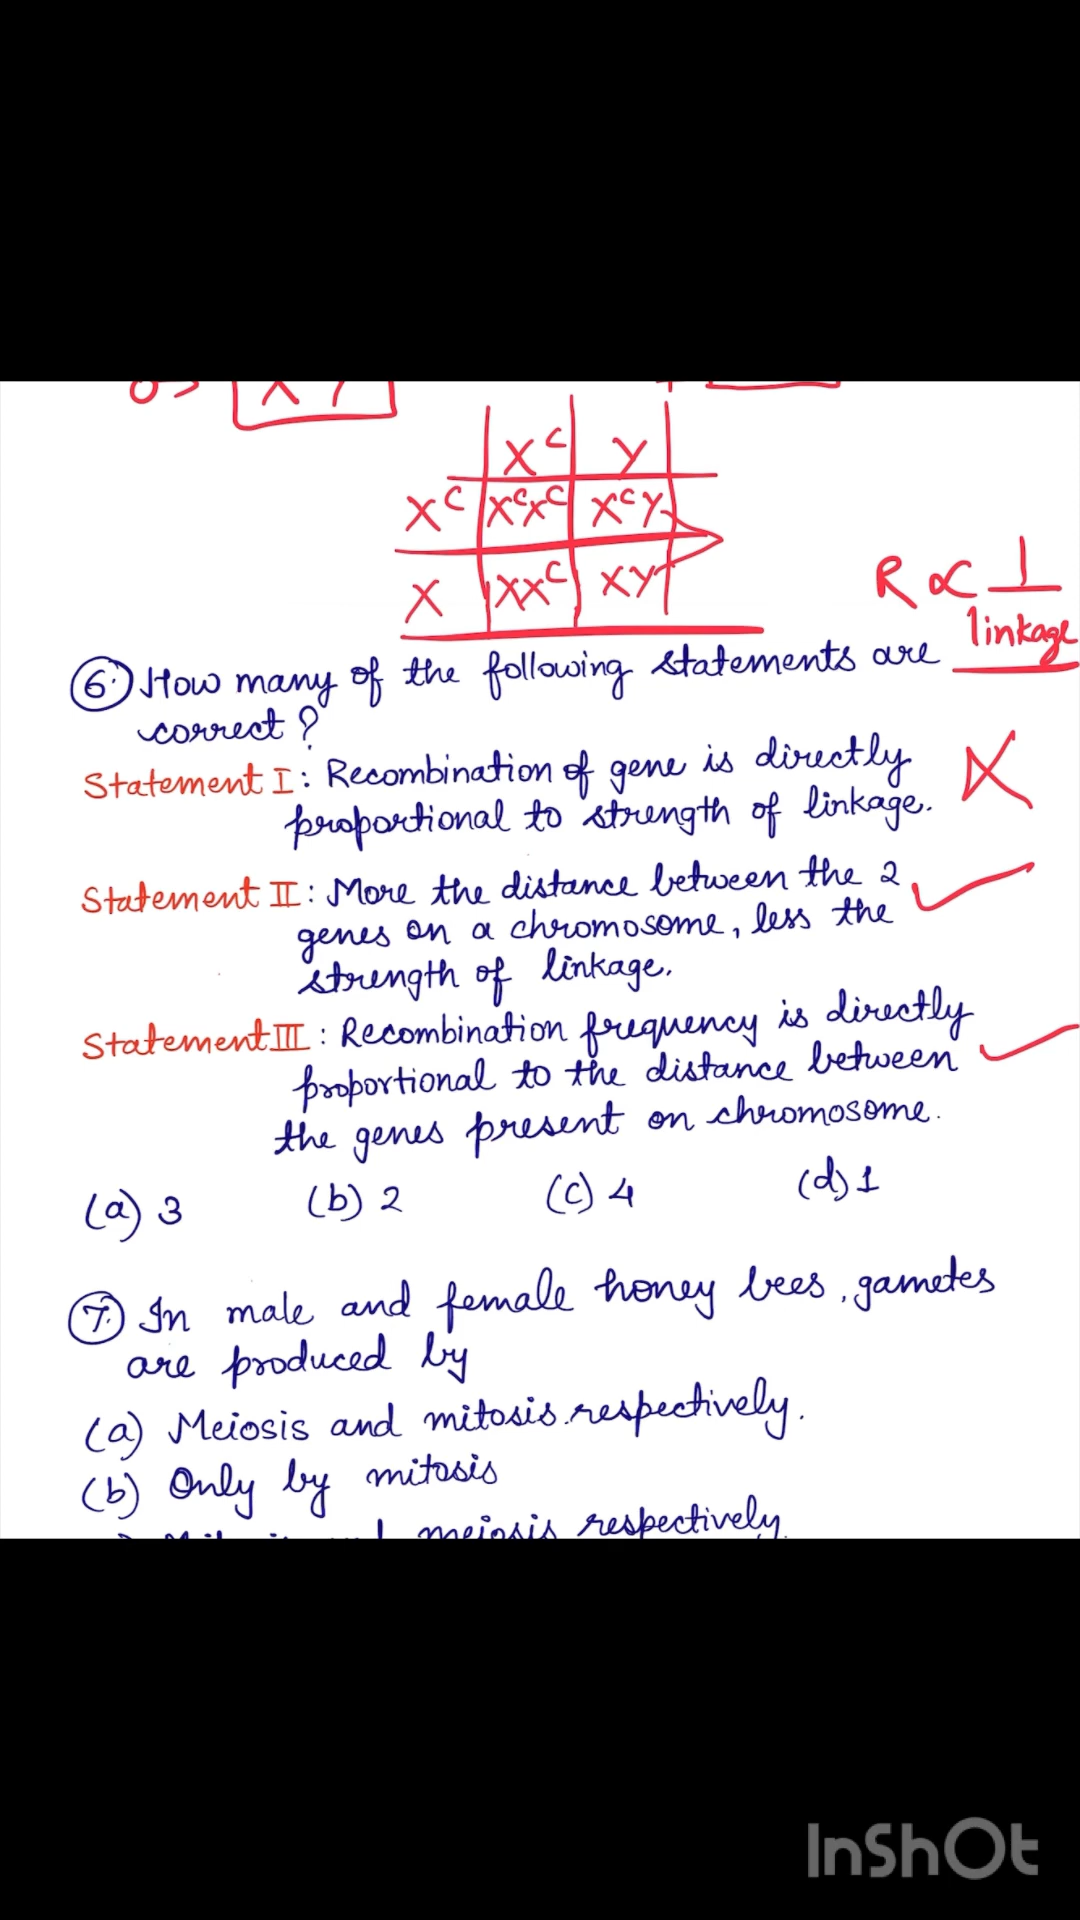 X Y
X^C Y
X^C X^CX^C X^CY
X XX^C XY
R ∝ 1/linkage
6. How many of the following statements are
correct?
Statement I: Recombination of gene is directly
proportional to strength of linkage.
Statement II: More the distance between the 2
genes on a chromosome, less the
strength of linkage.
Statement III: Recombination frequency is directly
proportional to the distance between
the genes present on chromosome.
(a) 3 (b) 2 (c) 4 (d) 1
7. In male and female honey bees, gametes
are produced by
(a) Meiosis and mitosis respectively.
(b) Only by mitosis
meiosis respectively.
InShOt